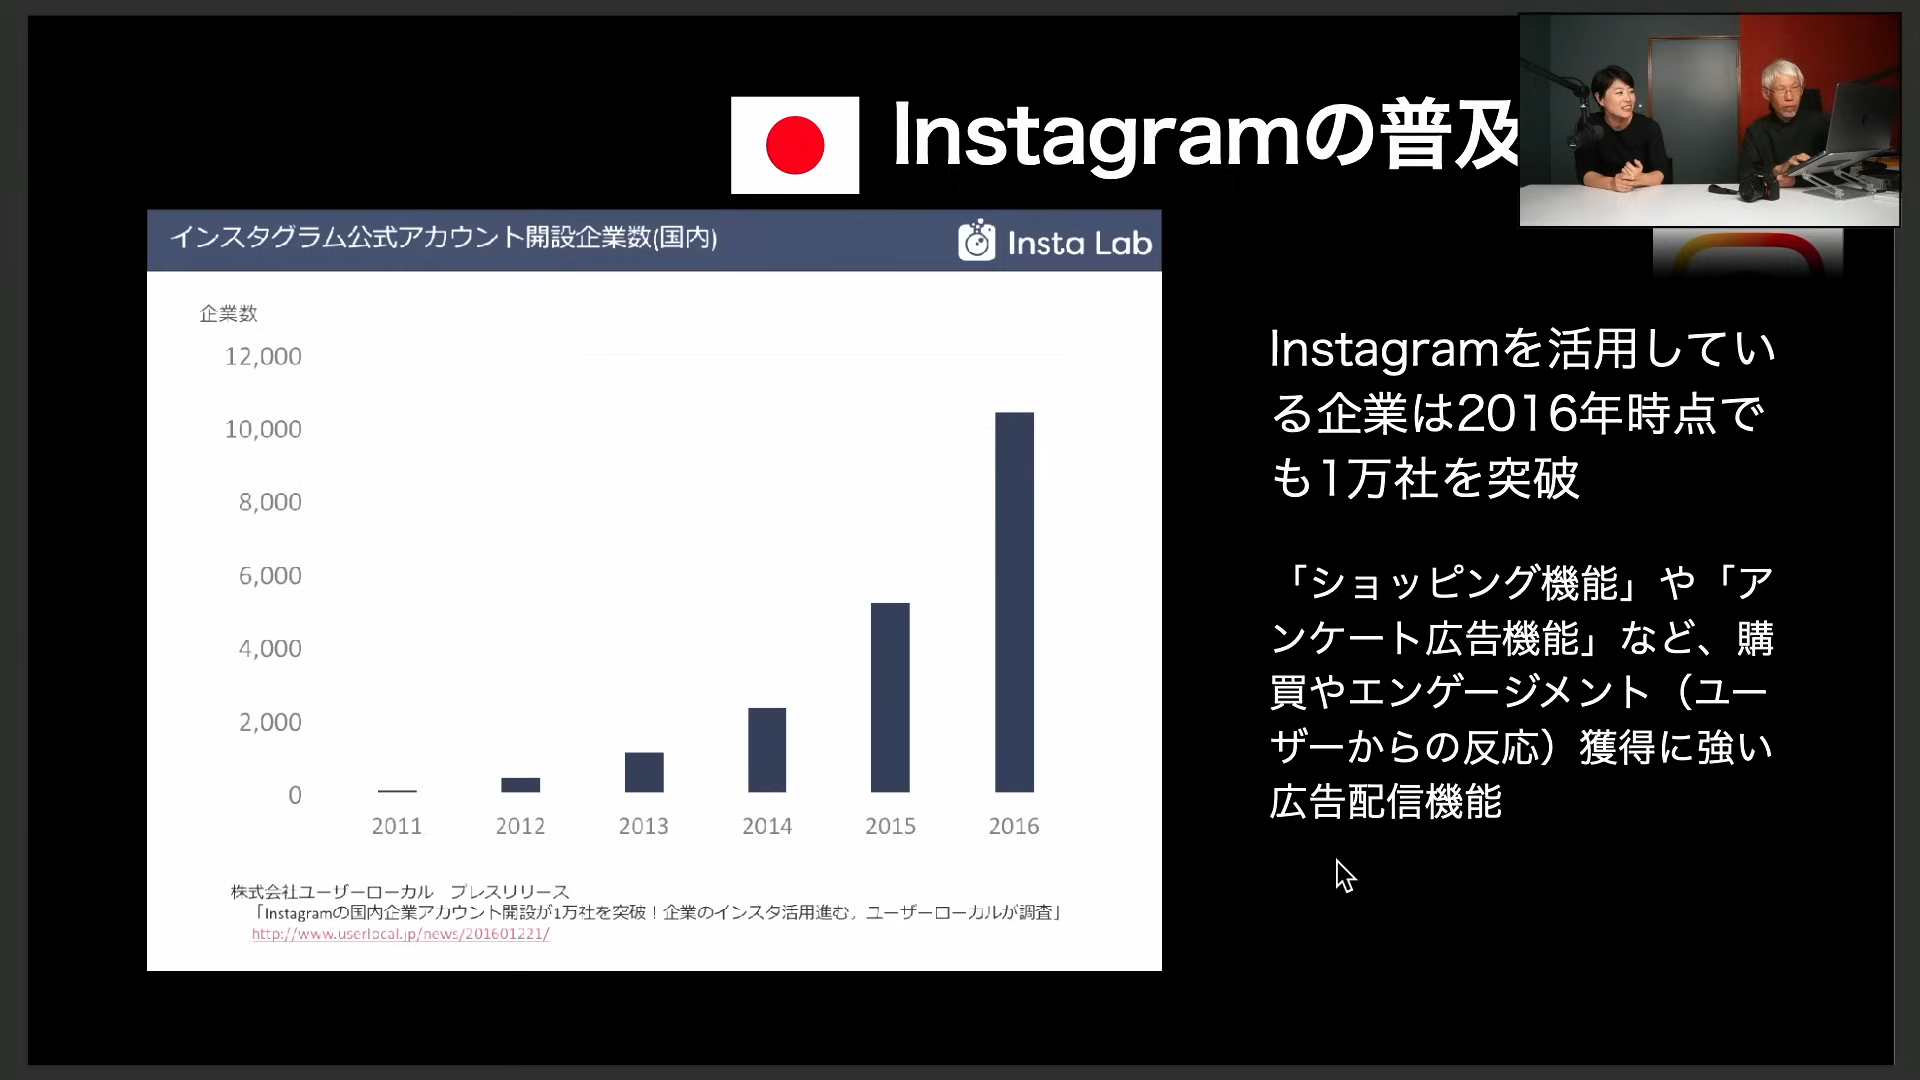 Instagramの普及
インスタグラム公式アカウント開設企業数(国内)
Insta Lab
企業数
12,000
10,000
8,000
6,000
4,000
2,000
0
2011 2012 2013 2014 2015 2016
株式会社ユーザーローカル プレスリリース
「Instagramの国内企業アカウント開設が1万社を突破！企業のインスタ活用進む。ユーザーローカルが調査」
http://www.userlocal.jp/news/201601221/
Instagramを活用してい
る企業は2016年時点で
も1万社を突破
「ショッピング機能」や「ア
ンケート広告機能」など、購
買やエンゲージメント（ユー
ザーからの反応）獲得に強い
広告配信機能